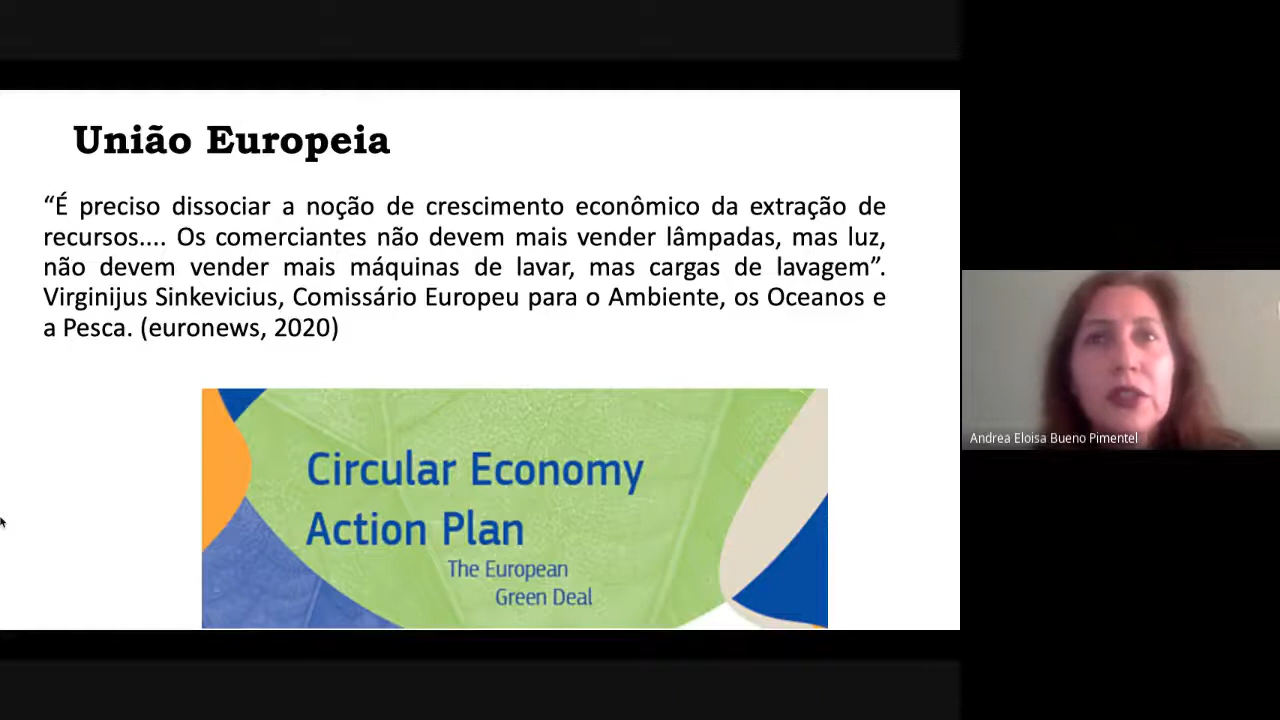 União Europeia
“É preciso dissociar a noção de crescimento econômico da extração de
recursos.... Os comerciantes não devem mais vender lâmpadas, mas luz,
não devem vender mais máquinas de lavar, mas cargas de lavagem”.
Virginijus Sinkevicius, Comissário Europeu para o Ambiente, os Oceanos e
a Pesca. (euronews, 2020)
Circular Economy
Action Plan
The European
Green Deal
Andrea Eloisa Bueno Pimentel